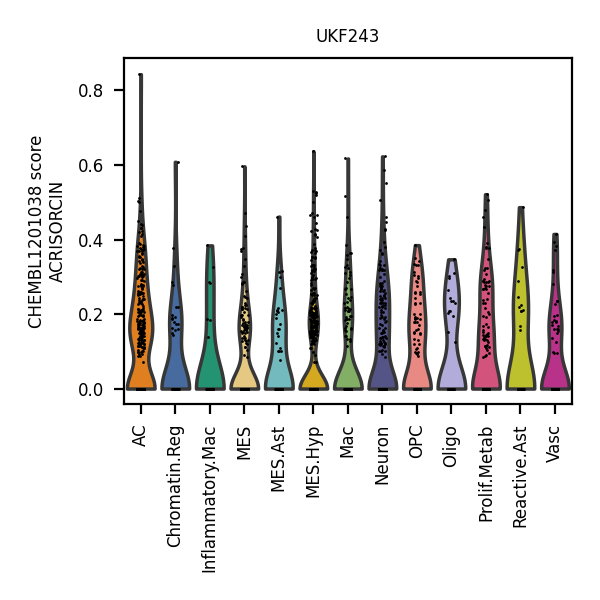 UKF243
CHEMBL1201038 score
ACRISORCIN
0.8
0.6
0.4
0.2
0.0
AC
Chromatin.Reg
Inflammatory.Mac
MES
MES.Ast
MES.Hyp
Mac
Neuron
OPC
Oligo
Prolif.Metab
Reactive.Ast
Vasc